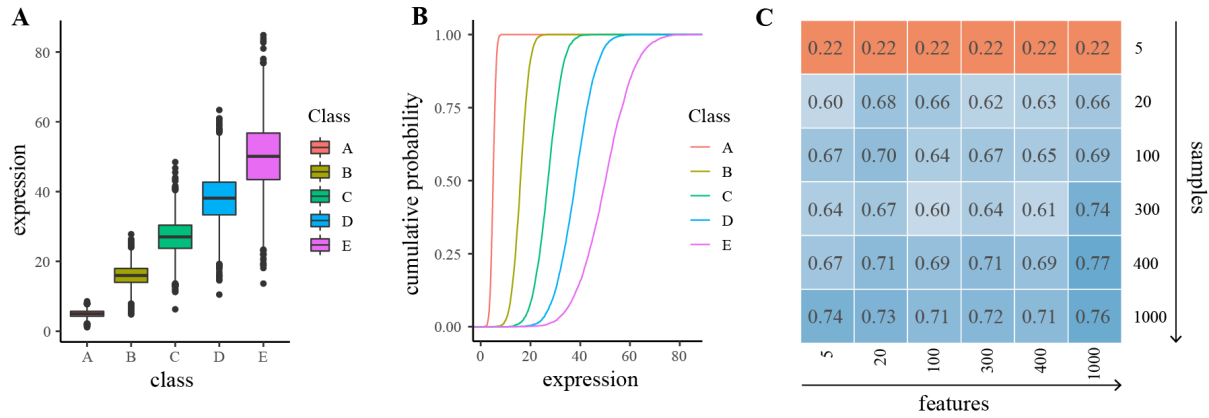 A
expression
80
60
40
20
0
A B C D E
class
Class
A
B
C
D
E
B
cumulative probability
1.00
0.75
0.50
0.25
0.00
0 20 40 60 80
expression
Class
A
B
C
D
E
C
0.22 0.22 0.22 0.22 0.22 0.22 5
0.60 0.68 0.66 0.62 0.63 0.66 20
0.67 0.70 0.64 0.67 0.65 0.69 100
0.64 0.67 0.60 0.64 0.61 0.74 300
0.67 0.71 0.69 0.71 0.69 0.77 400
0.74 0.73 0.71 0.72 0.71 0.76 1000
samples
5 20 100 300 400 1000
features